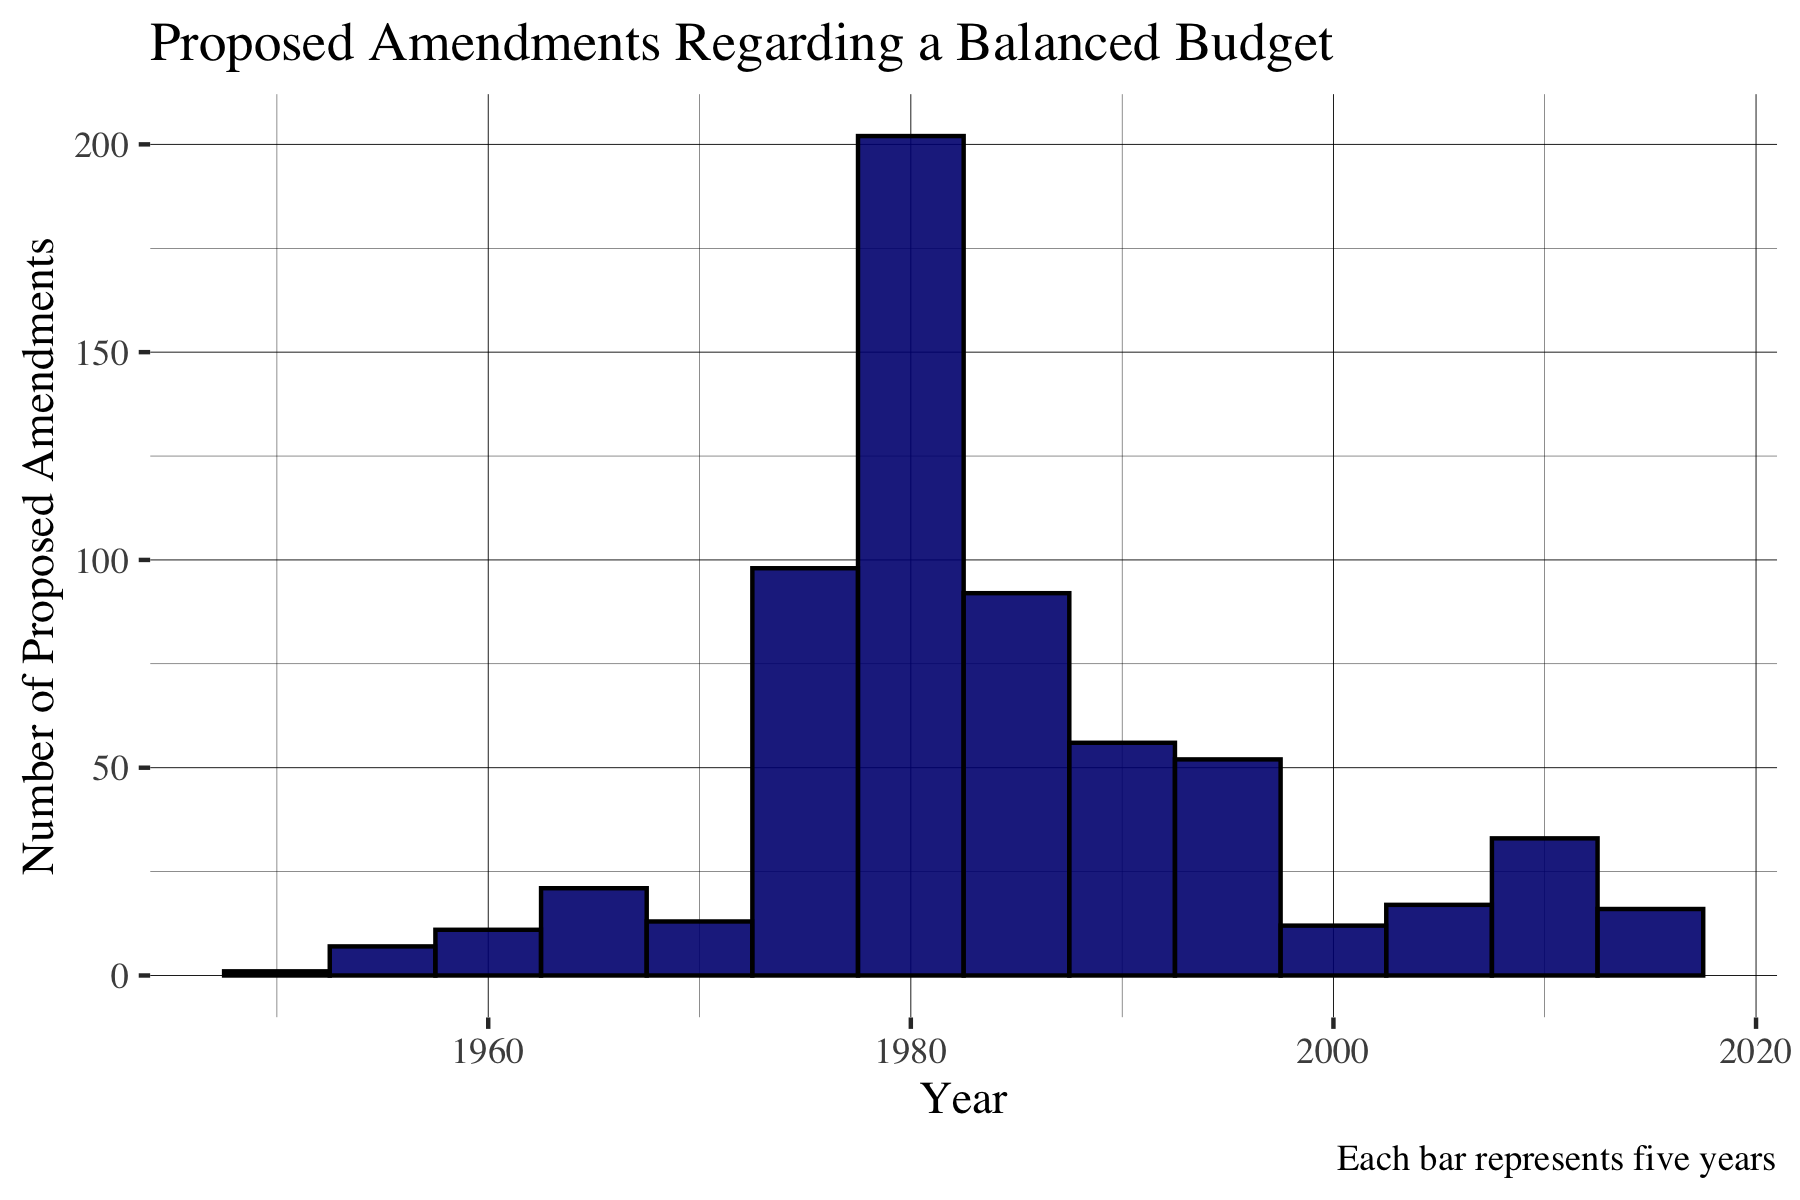 Proposed Amendments Regarding a Balanced Budget
Number of Proposed Amendments
200
150
100
50
0
1960 1980 2000 2020
Year
Each bar represents five years